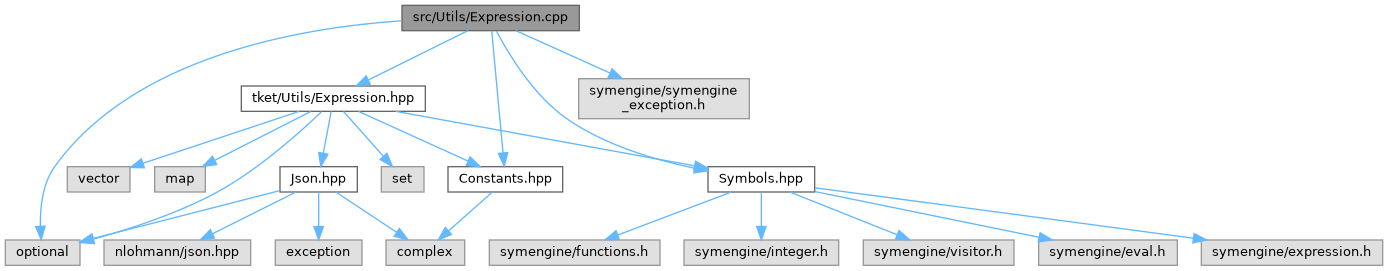 src/Utils/Expression.cpp
tket/Utils/Expression.hpp
symengine/symengine
_exception.h
vector
map
Json.hpp
set
Constants.hpp
Symbols.hpp
optional
nlohmann/json.hpp
exception
complex
symengine/functions.h
symengine/integer.h
symengine/visitor.h
symengine/eval.h
symengine/expression.h